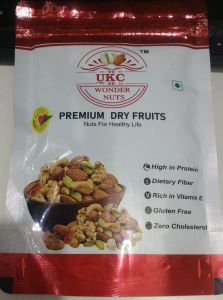 TM
UKC
WONDER
NUTS
PREMIUM DRY FRUITS
Nuts For Healthy Life
High in Protein
Dietary Fiber
Rich in Vitamin E
Gluten Free
Zero Cholesterol